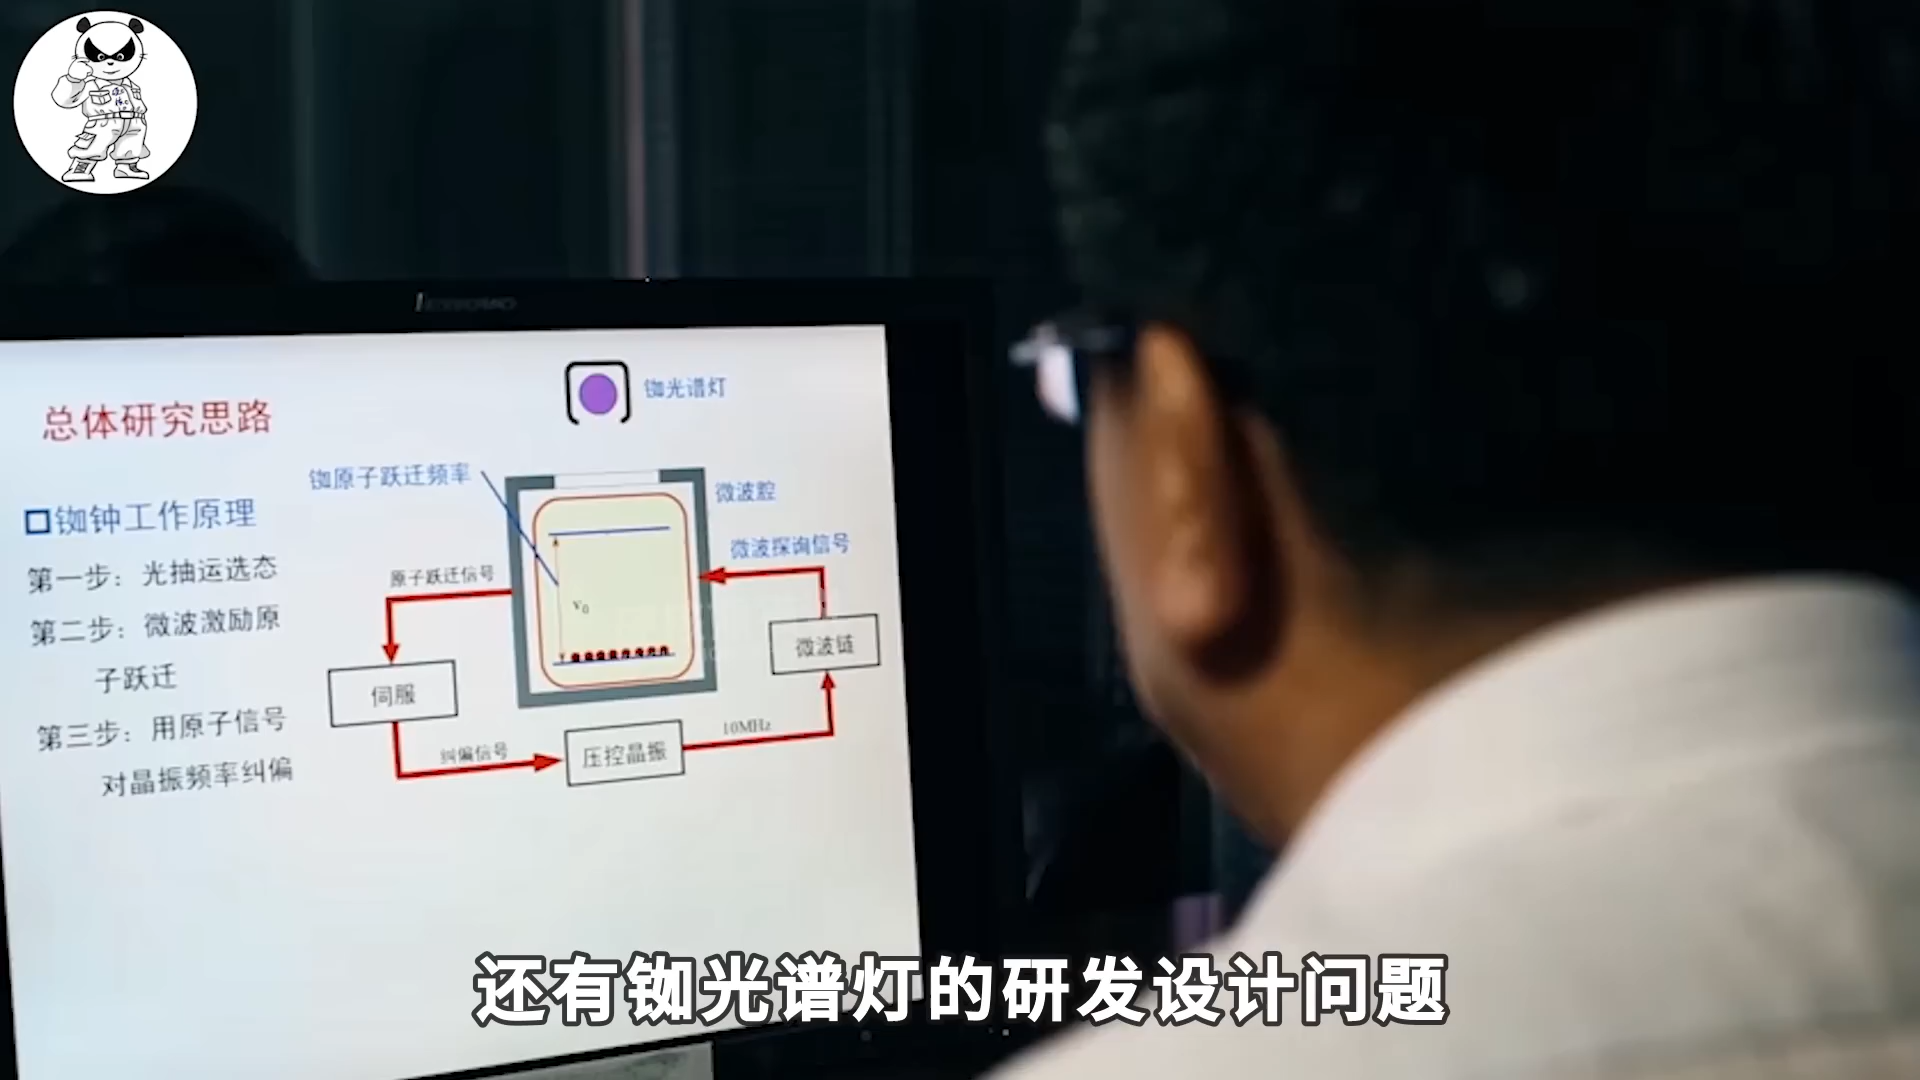 总体研究思路
铷光谱灯
铷原子跃迁频率
微波腔
铷钟工作原理
微波探询信号
第一步：光抽运选态
原子跃迁信号
ν0
第二步：微波激励原
子跃迁
微波链
伺服
第三步：用原子信号
对晶振频率纠偏
纠偏信号
压控晶振
10MHz
还有铷光谱灯的研发设计问题